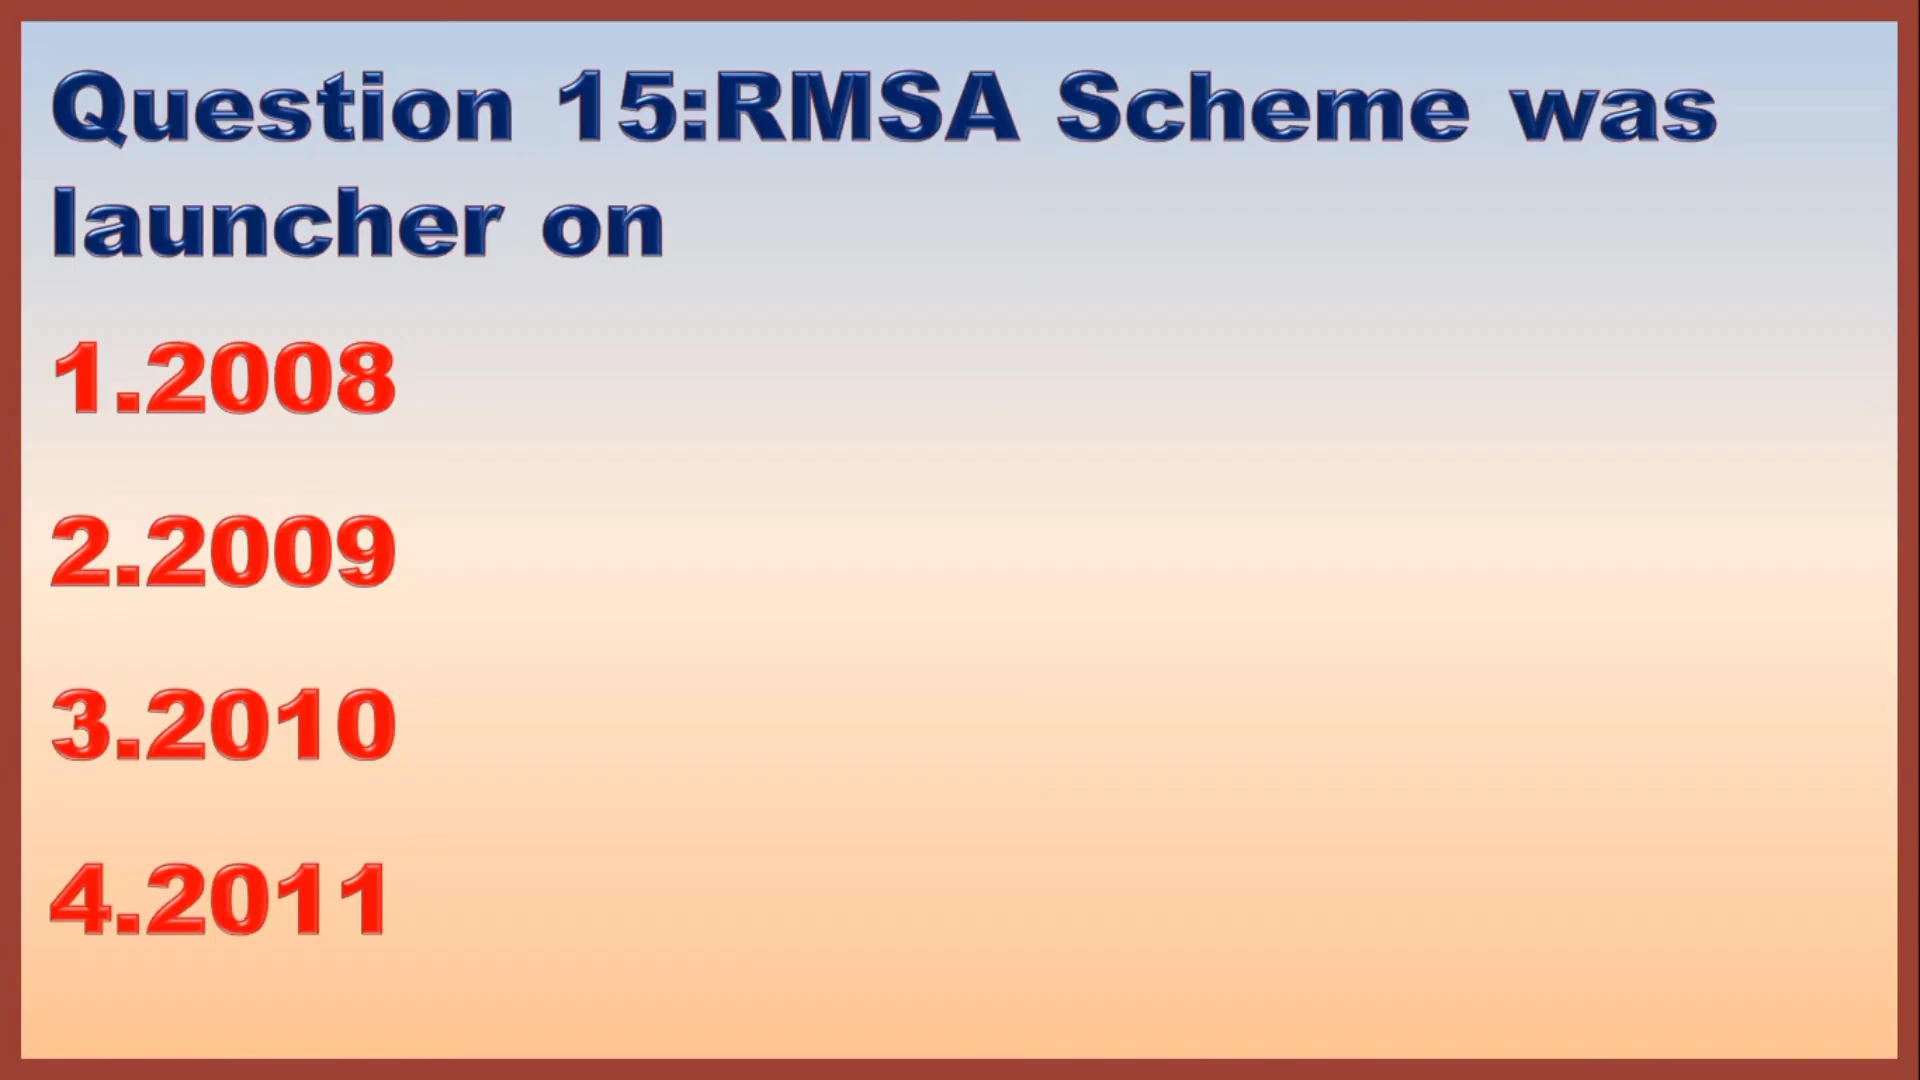 Question 15:RMSA Scheme was
launcher on
1.2008
2.2009
3.2010
4.2011